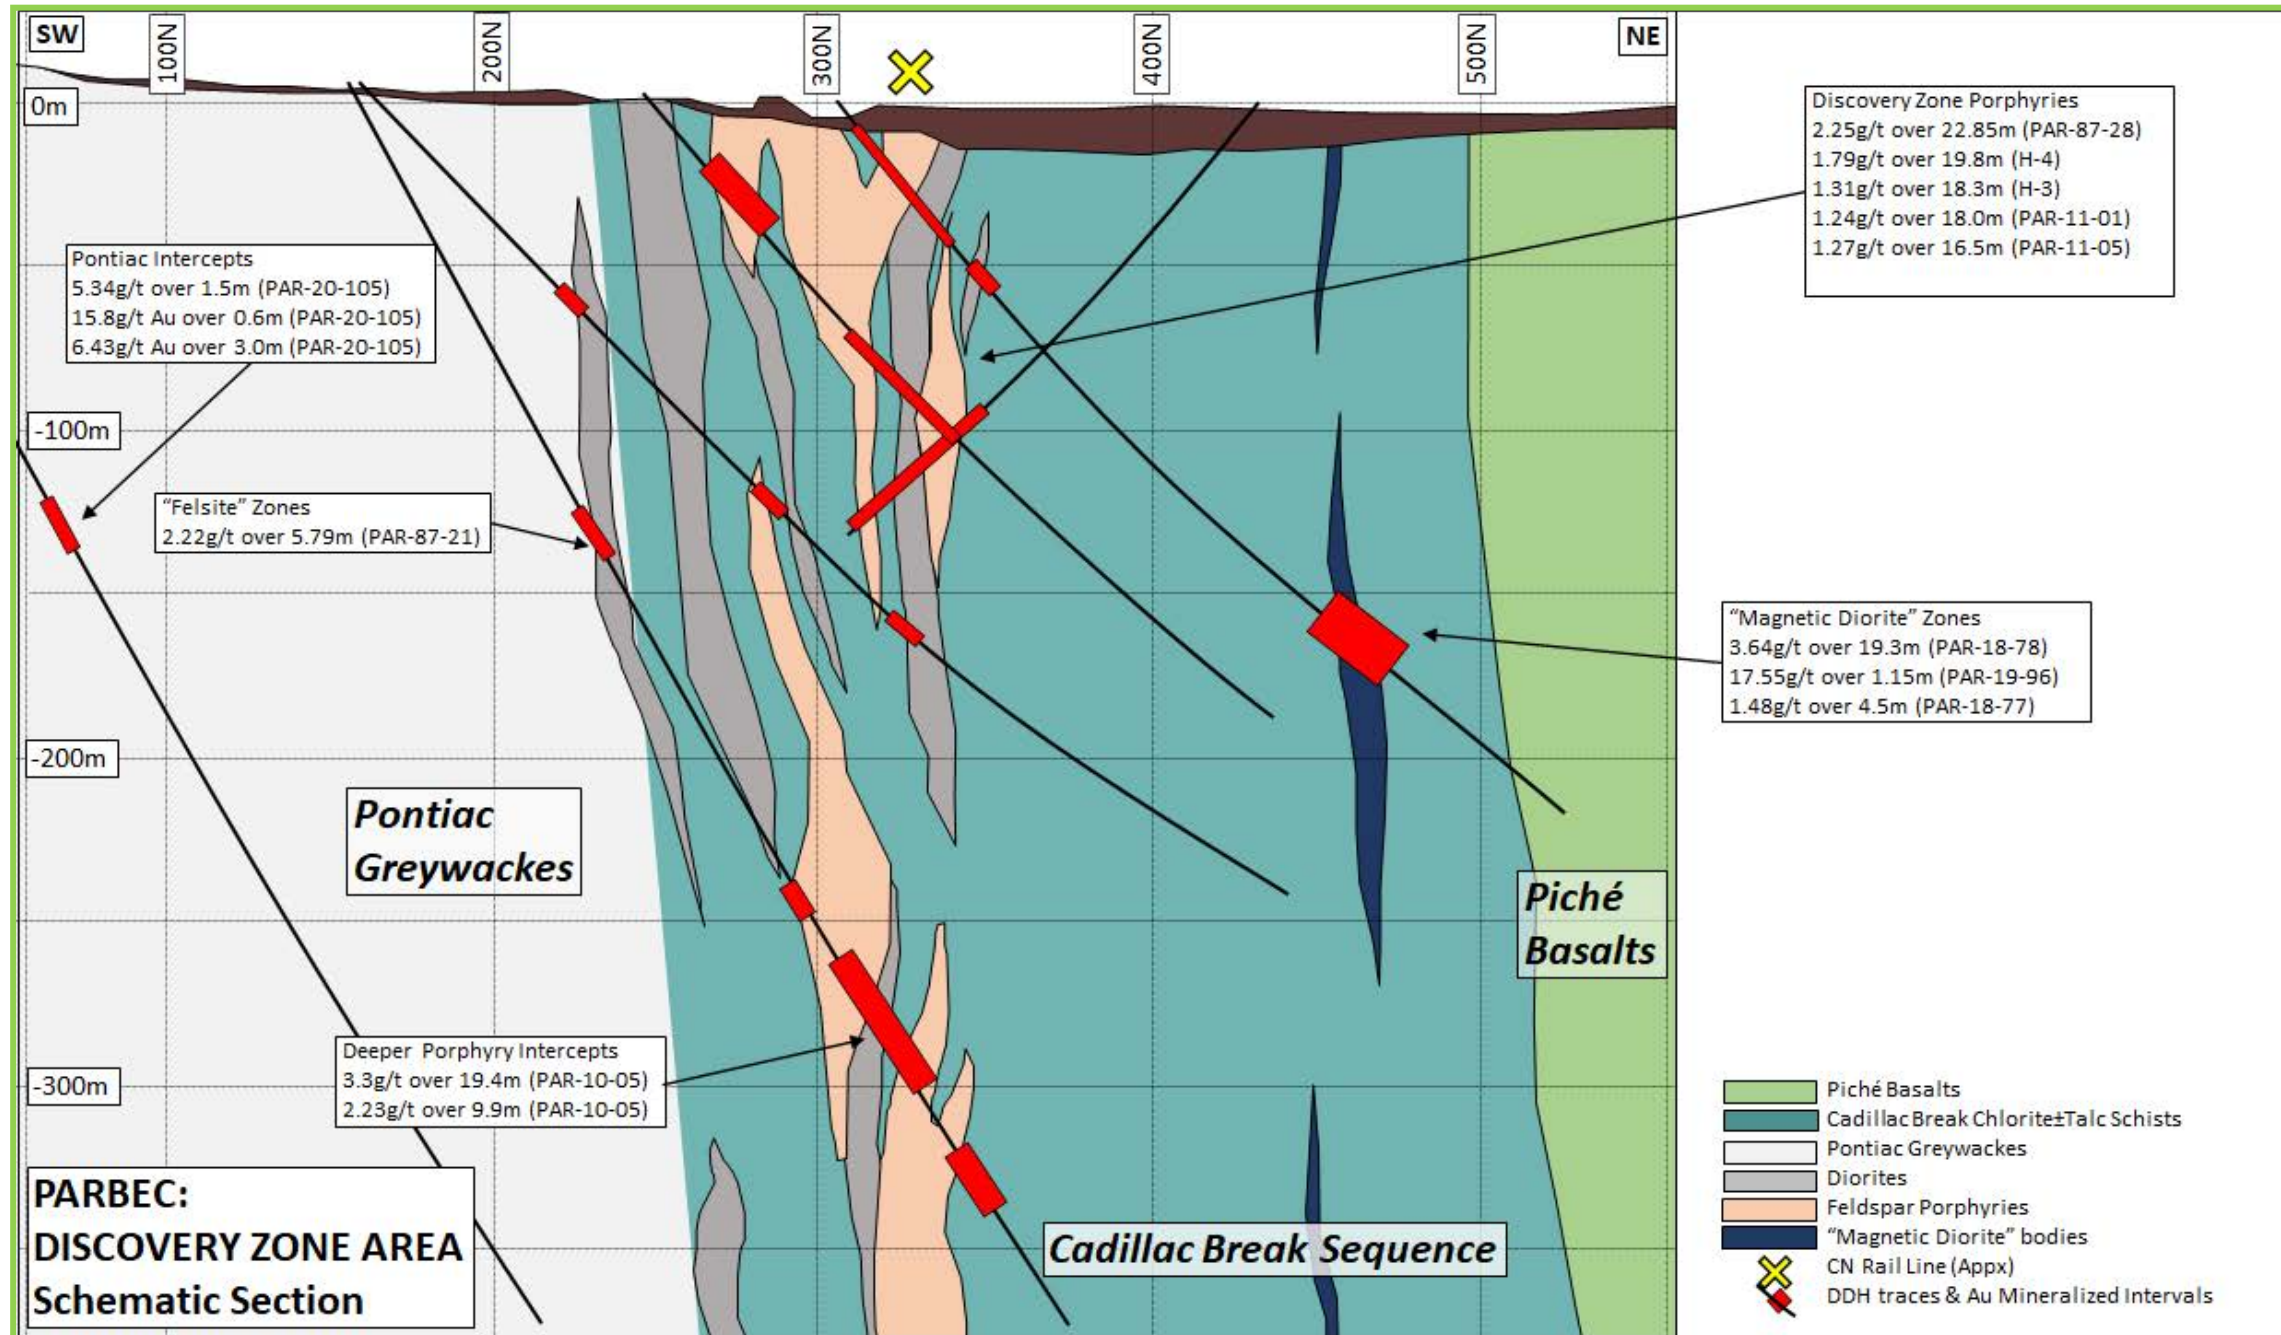 SW
100N
200N
300N
400N
500N
NE
0m
-100m
-200m
-300m
Discovery Zone Porphyries
2.25g/t over 22.85m (PAR-87-28)
1.79g/t over 19.8m (H-4)
1.31g/t over 18.3m (H-3)
1.24g/t over 18.0m (PAR-11-01)
1.27g/t over 16.5m (PAR-11-05)
Pontiac Intercepts
5.34g/t over 1.5m (PAR-20-105)
15.8g/t Au over 0.6m (PAR-20-105)
6.43g/t Au over 3.0m (PAR-20-105)
“Felsite” Zones
2.22g/t over 5.79m (PAR-87-21)
“Magnetic Diorite” Zones
3.64g/t over 19.3m (PAR-18-78)
17.55g/t over 1.15m (PAR-19-96)
1.48g/t over 4.5m (PAR-18-77)
Pontiac
Greywackes
Piché
Basalts
Deeper Porphyry Intercepts
3.3g/t over 19.4m (PAR-10-05)
2.23g/t over 9.9m (PAR-10-05)
Cadillac Break Sequence
PARBEC:
DISCOVERY ZONE AREA
Schematic Section
Piché Basalts
Cadillac Break Chlorite±Talc Schists
Pontiac Greywackes
Diorites
Feldspar Porphyries
“Magnetic Diorite” bodies
CN Rail Line (Appx)
DDH traces & Au Mineralized Intervals